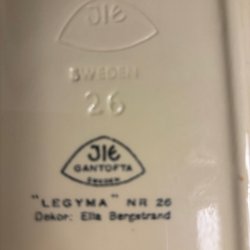 JIE
SWEDEN
26
JIE
GANTOFTA
SWEDEN
"LEGYMA" NR 26
Dekor: Ella Bergstrand